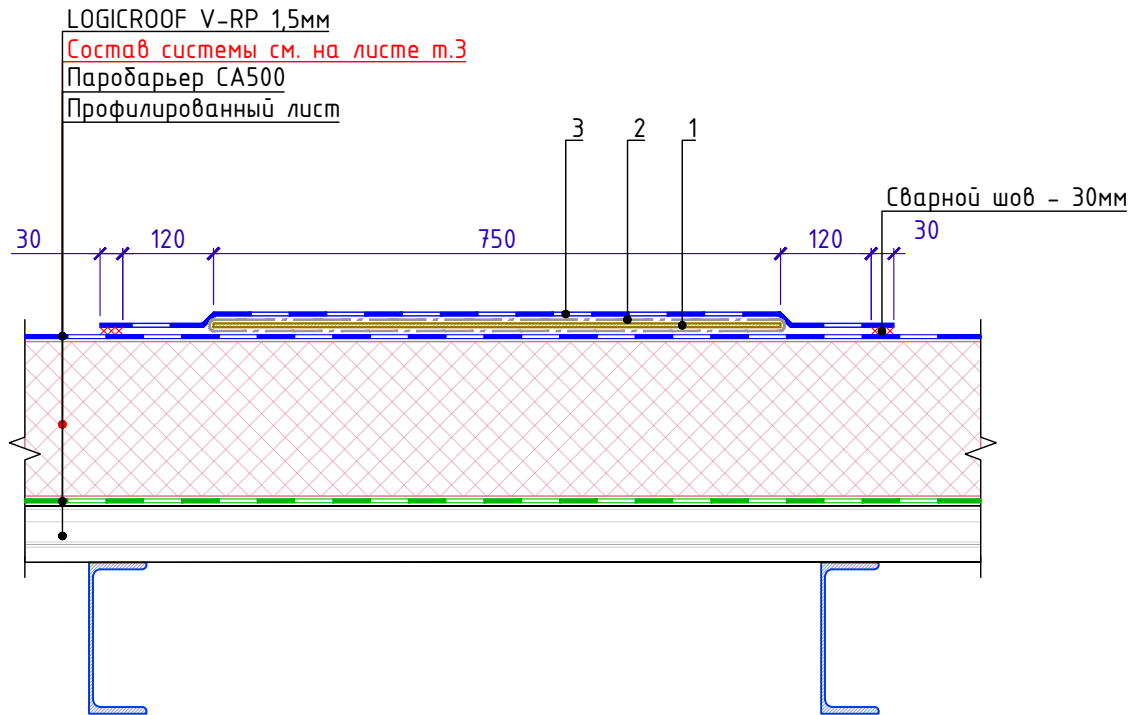 LOGICROOF V-RP 1,5мм
Состав системы см. на листе т.3
Паробарьер СА500
Профилированный лист
3 2 1
Сварной шов - 30мм
30 120 750 120 30